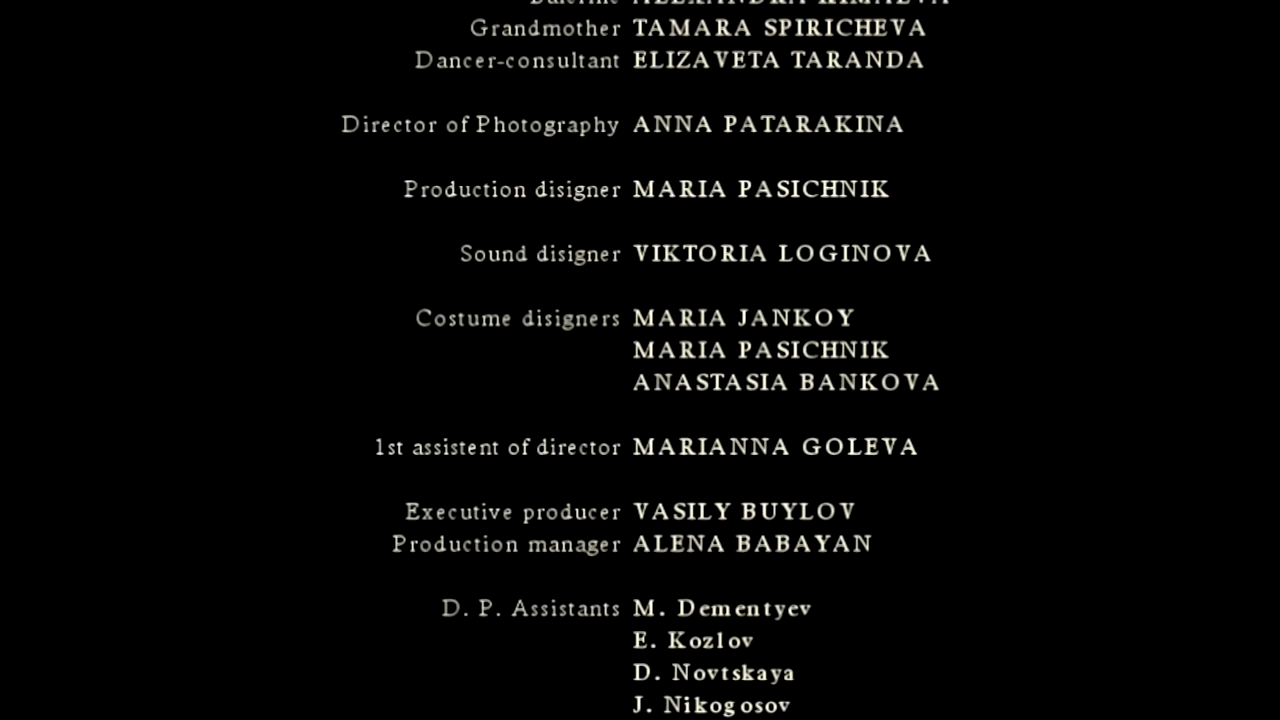 Grandmother TAMARA SPIRICHEVA
Dancer-consultant ELIZAVETA TARANDA
Director of Photography ANNA PATARAKINA
Production disigner MARIA PASICHNIK
Sound disigner VIKTORIA LOGINOVA
Costume disigners MARIA JANKOY
MARIA PASICHNIK
ANASTASIA BANKOVA
1st assistent of director MARIANNA GOLEVA
Executive producer VASILY BUYLOV
Production manager ALENA BABAYAN
D. P. Assistants M. Dementyev
E. Kozlov
D. Novtskaya
J. Nikogosov